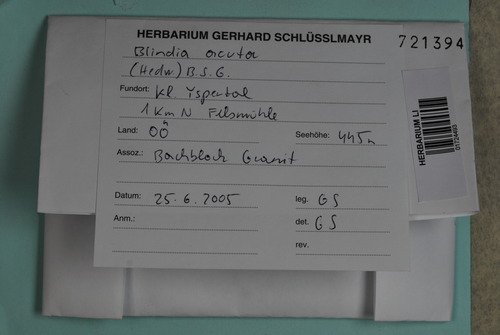 HERBARIUM GERHARD SCHLÜSSLMAYR
721394
Blindia acuta
(Hedw) B.S.G.
Fundort: Kl Yspertal
1 Km N Felsmühle
Land: OÖ
Seehöhe: 445m
Assoz.: Bachblock Granit
Datum: 25.6.2005
leg. GS
Anm.:
det. GS
rev.
HERBARIUM LI